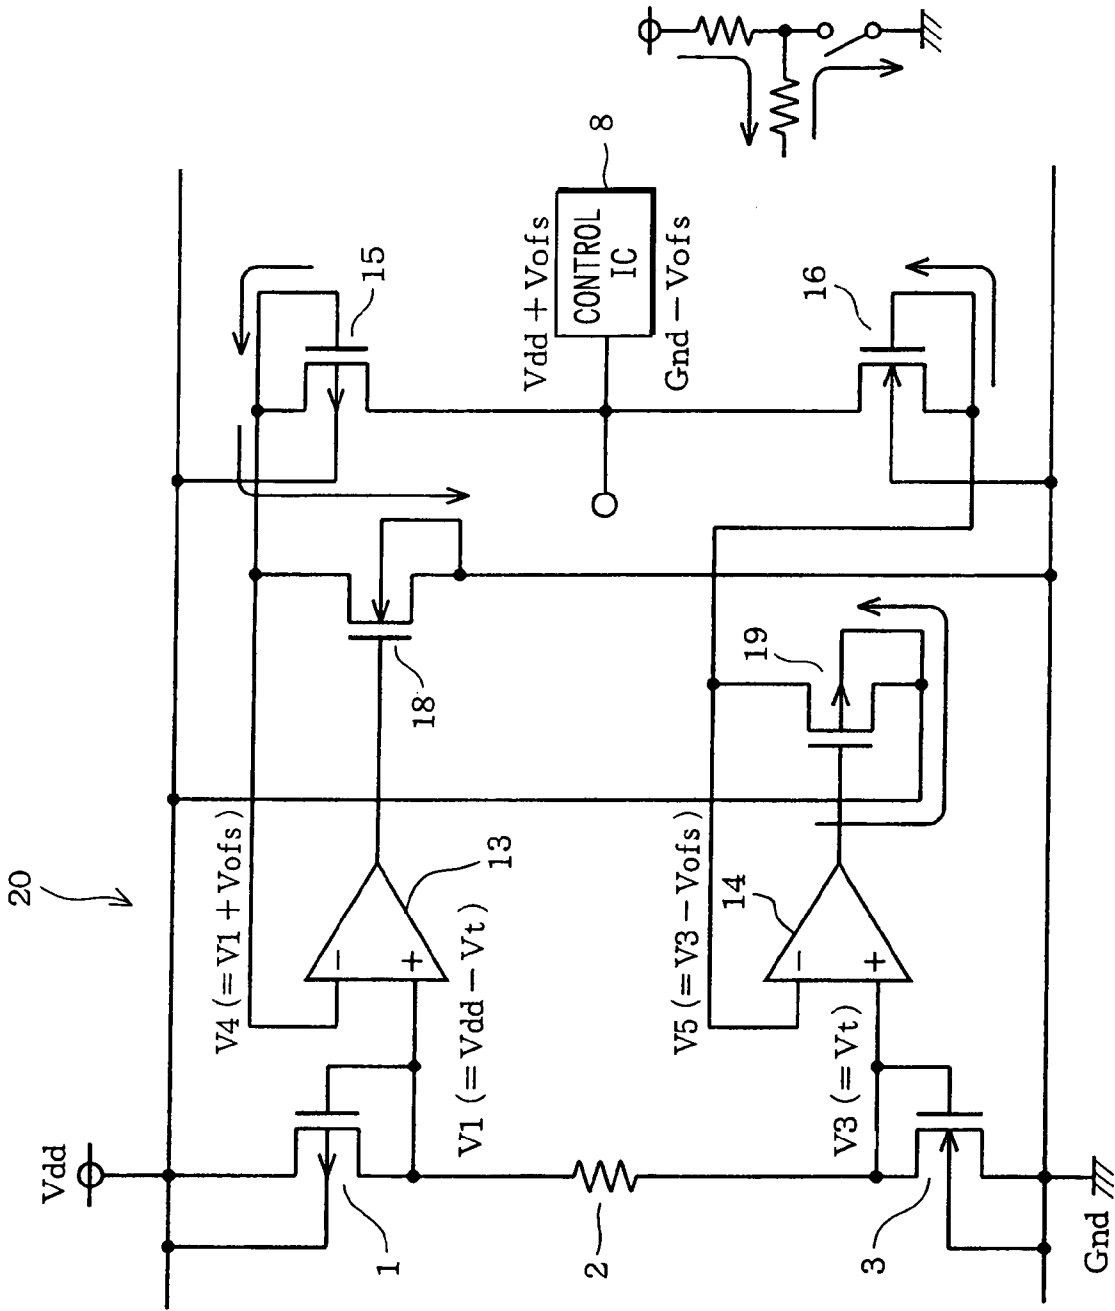 20
Vdd
V4 (= V1 + Vofs)
−
+
13
V1 (= Vdd − Vt)
18
15
Vdd + Vofs
CONTROL
IC
8
Gnd − Vofs
16
19
V5 (= V3 − Vofs)
14
−
+
V3 (= Vt)
1
2
3
Gnd